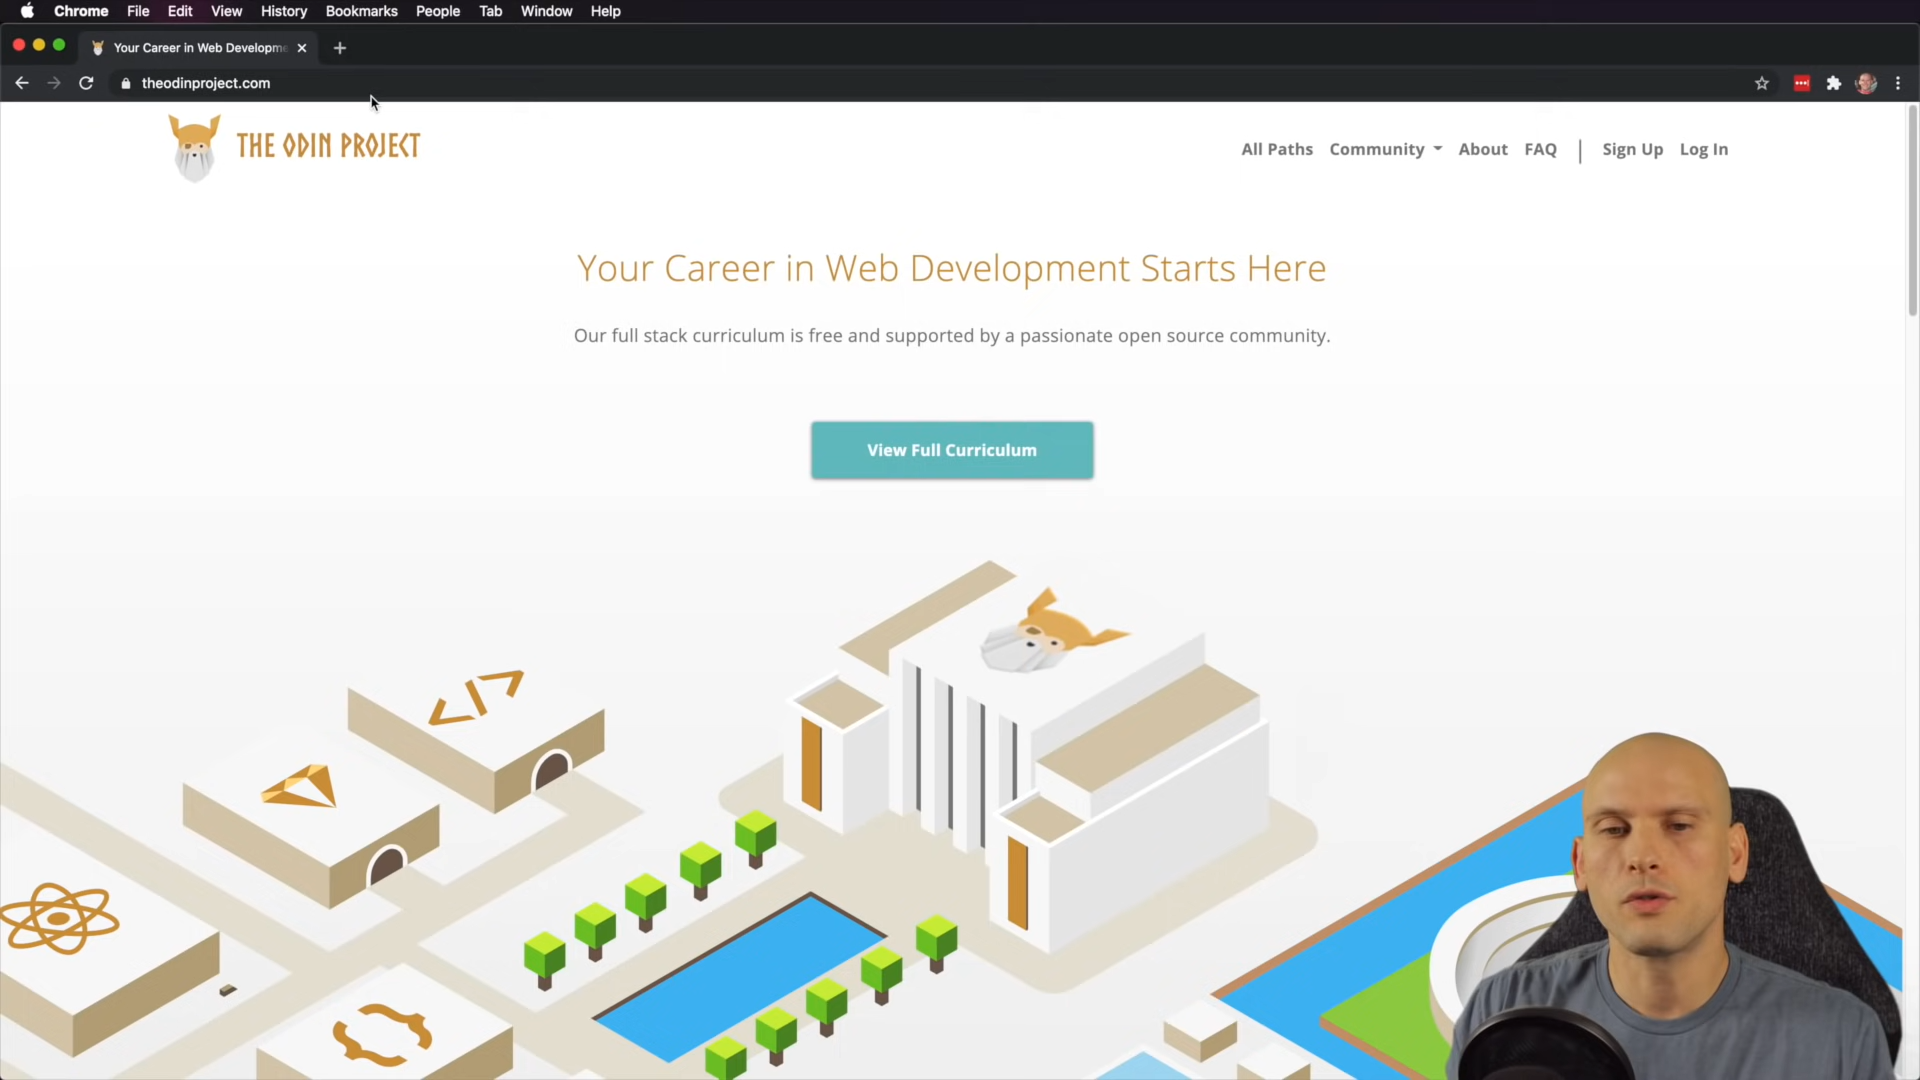 Chrome File Edit View History Bookmarks People Tab Window Help
Your Career in Web Developm
theodinproject.com
THE ODIN PROJECT
All Paths Community About FAQ | Sign Up Log In
Your Career in Web Development Starts Here
Our full stack curriculum is free and supported by a passionate open source community.
View Full Curriculum